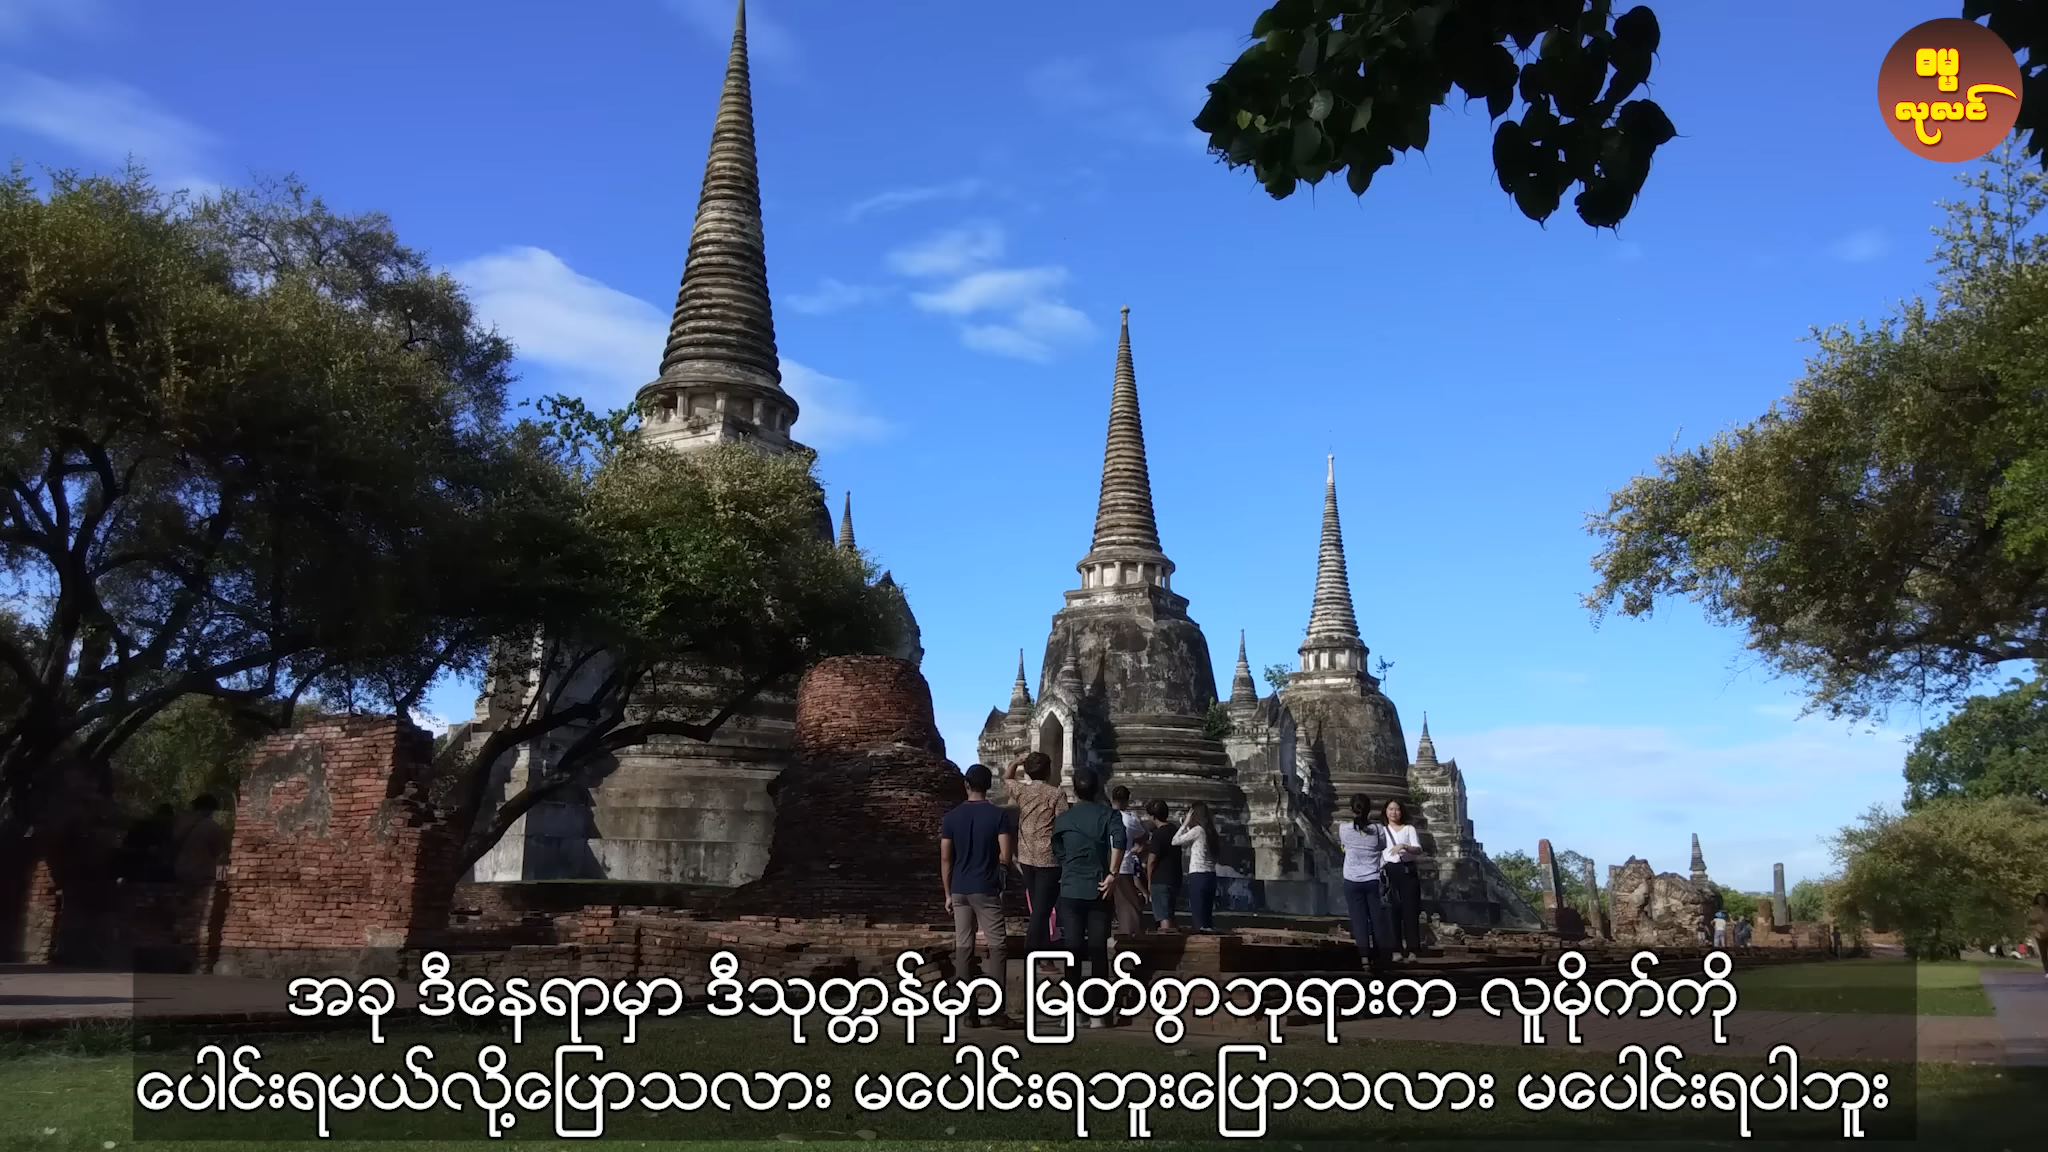 ဓမ္မ
လုလင်
အခု ဒီနေရာမှာ ဒီသုတ္တန်မှာ မြတ်စွာဘုရားက လူမိုက်ကို
ပေါင်းရမယ်လို့ပြောသလား မပေါင်းရဘူးပြောသလား မပေါင်းရပါဘူး